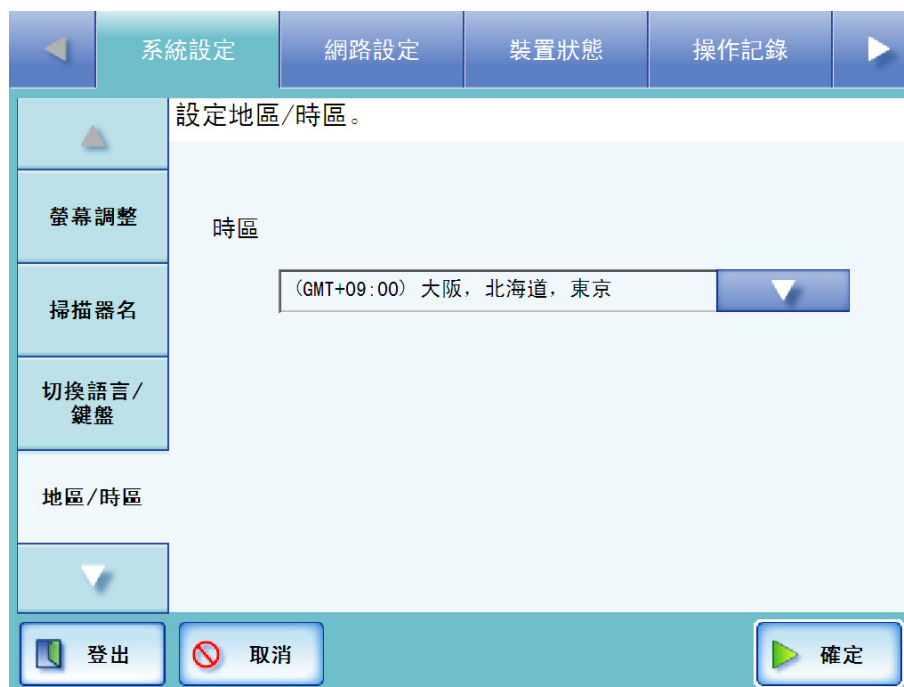 系統設定
網路設定
裝置狀態
操作記錄
設定地區/時區。
螢幕調整
掃描器名
切換語言/
鍵盤
地區/時區
時區
(GMT+09:00) 大阪，北海道，東京
登出
取消
確定